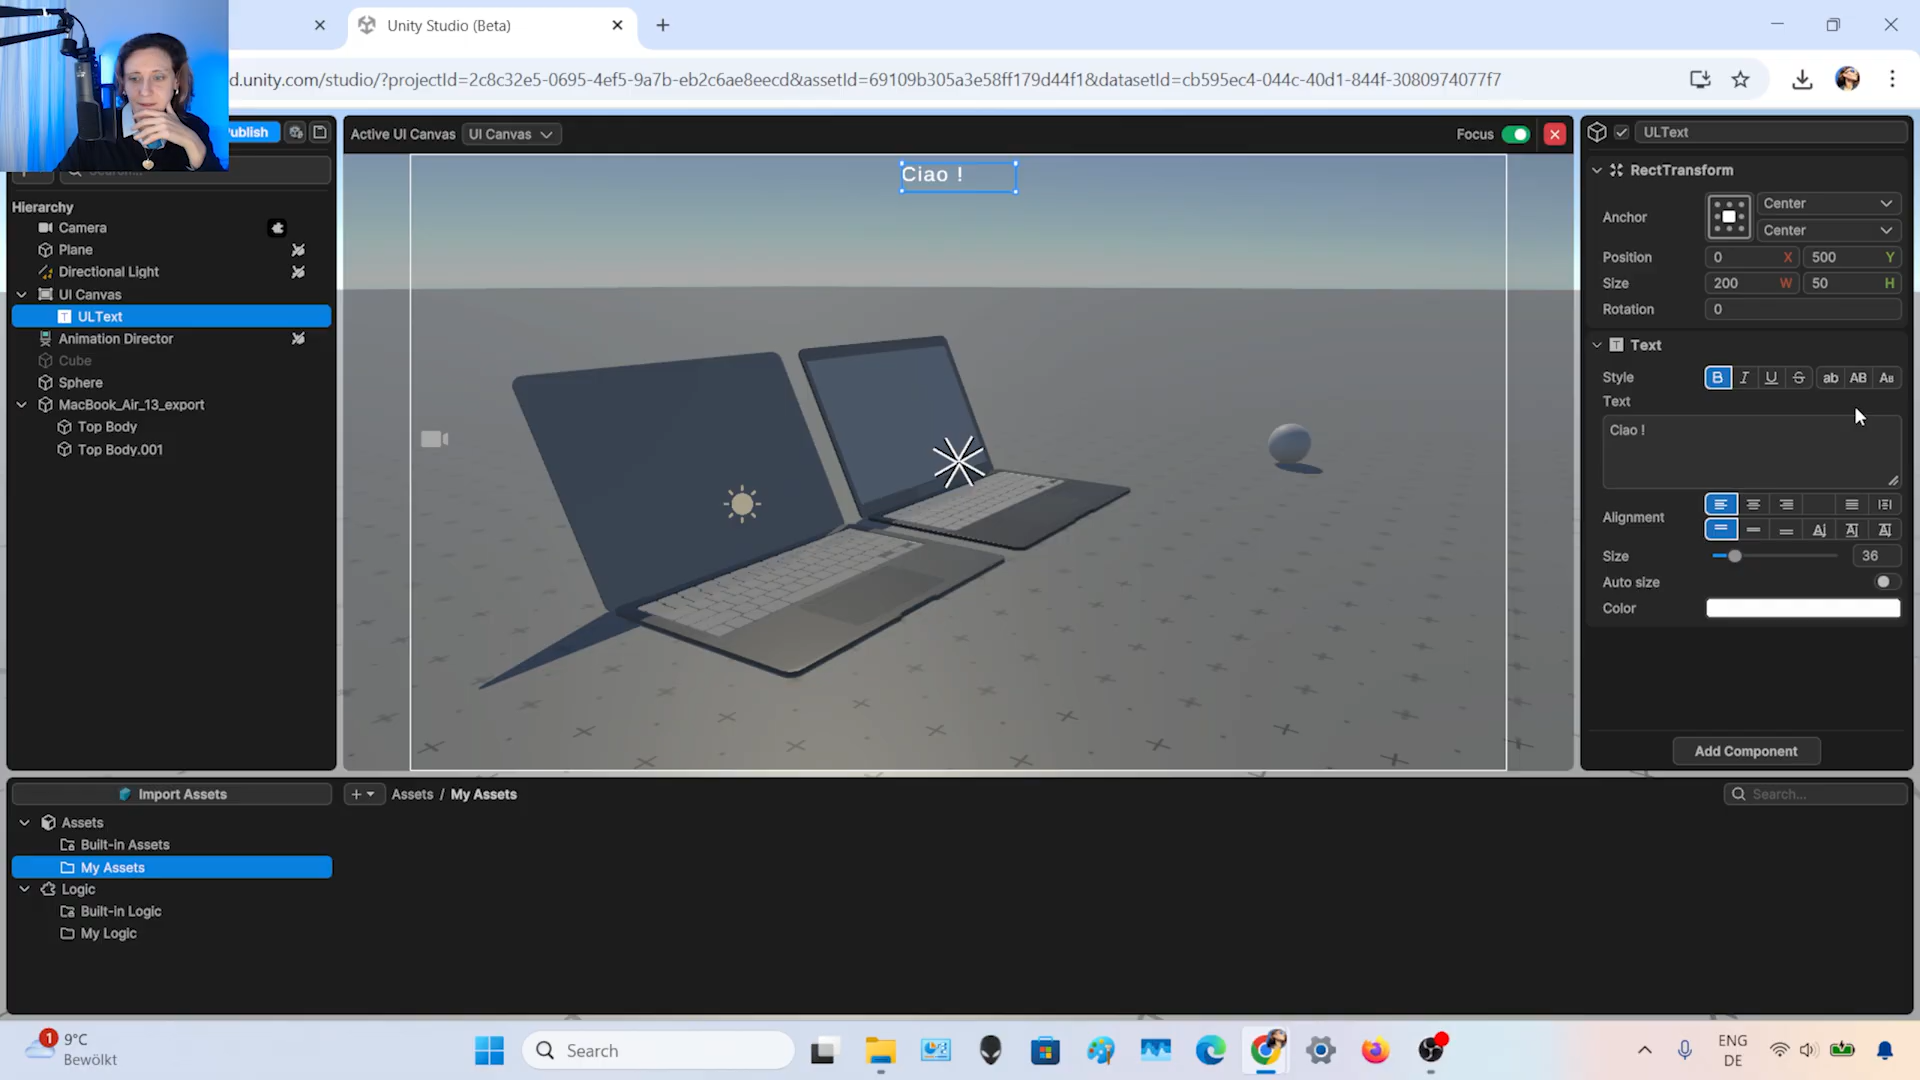 Unity Studio (Beta)
d.unity.com/studio/?projectId=2c8c32e5-0695-4ef5-9a7b-eb2c6ae8eecd&assetId=69109b305a3e58ff179d44f1&datasetId=cb595ec4-044c-40d1-844f-3080974077f7
Publish
Active UI Canvas UI Canvas
Focus
ULText
Hierarchy
Camera
Plane
Directional Light
UI Canvas
ULText
Animation Director
Cube
Sphere
MacBook_Air_13_export
Top Body
Top Body.001
Ciao !
RectTransform
Anchor Center
Center
Position 0 X 500 Y
Size 200 W 50 H
Rotation 0
Text
Style B I U S ab AB AB
Text
Ciao !
Alignment
Size 36
Auto size
Color
Add Component
Import Assets
Assets / My Assets
Search...
Assets
Built-in Assets
My Assets
Logic
Built-in Logic
My Logic
1
9°C
Bewölkt
Search
ENG
DE